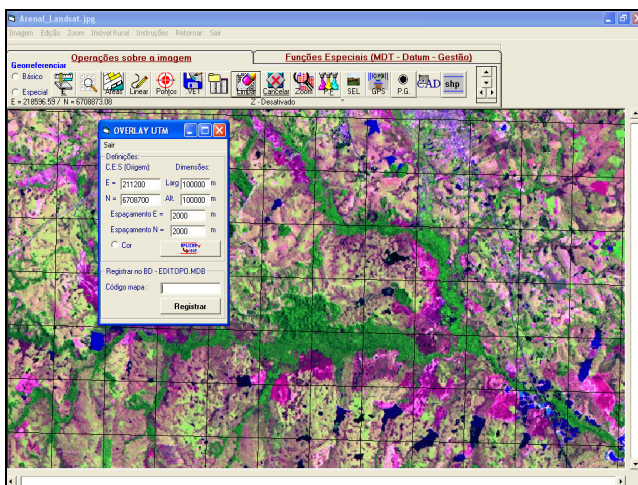 Arenal_Landsat.jpg
Imagem Edição Zoom Imóvel Rural Instruções Retornar Sair
Operações sobre a imagem Funções Especiais (MDT - Datum - Gestão)
Georreferenciar
Básico
Especial
Áreas Linear Pontos VET Limpar Cancelar Zoom P.F. SEL GPS P.G. CAD shp
E = 218596.59 / N = 6708873.08 Z - Desativado
OVERLAY UTM
Sair
Definições:
C.E.S (Origem): Dimensões:
E = 211200 Larg 100000 m
N = 6708700 Alt. 100000 m
Espaçamento E = 2000 m
Espaçamento N = 2000 m
Cor
Registrar no BD - EDITOPO.MDB
Código mapa :
Registrar